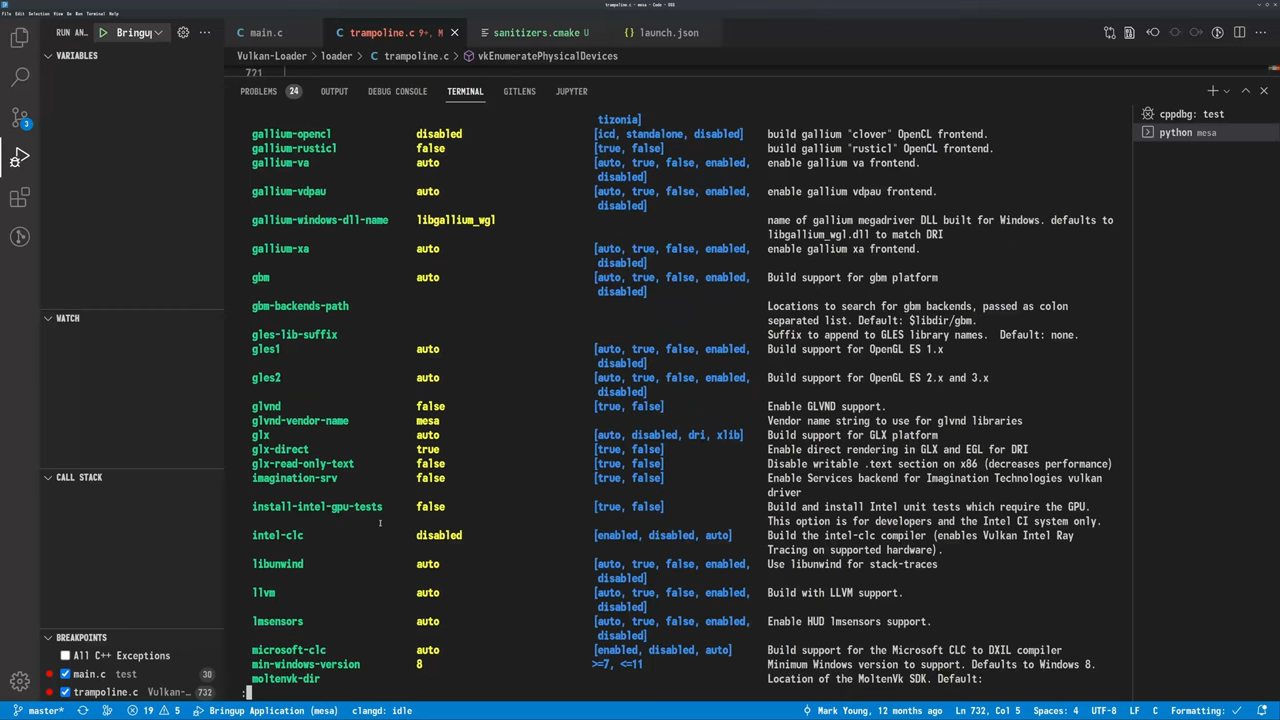 trampoline.c - mesa - Code - OSS
File Edit Selection View Go Run Terminal Help
RUN AN... Bringup
main.c
trampoline.c 9+, M
sanitizers.cmake U
launch.json
VARIABLES
Vulkan-Loader > loader > trampoline.c > vkEnumeratePhysicalDevices
721
PROBLEMS 24 OUTPUT DEBUG CONSOLE TERMINAL GITLENS JUPYTER
cppdbg: test
python mesa
tizonia]
gallium-opencl disabled [icd, standalone, disabled] build gallium "clover" OpenCL frontend.
gallium-rusticl false [true, false] build gallium "rusticl" OpenCL frontend.
gallium-va auto [auto, true, false, enabled, enable gallium va frontend.
disabled]
gallium-vdpau auto [auto, true, false, enabled, enable gallium vdpau frontend.
disabled]
gallium-windows-dll-name libgallium_wgl name of gallium megadriver DLL built for Windows. defaults to
libgallium_wgl.dll to match DRI
gallium-xa auto [auto, true, false, enabled, enable gallium xa frontend.
disabled]
gbm auto [auto, true, false, enabled, Build support for gbm platform
disabled]
gbm-backends-path Locations to search for gbm backends, passed as colon
separated list. Default: $libdir/gbm.
gles-lib-suffix Suffix to append to GLES library names. Default: none.
gles1 auto [auto, true, false, enabled, Build support for OpenGL ES 1.x
disabled]
gles2 auto [auto, true, false, enabled, Build support for OpenGL ES 2.x and 3.x
disabled]
glvnd false [true, false] Enable GLVND support.
glvnd-vendor-name mesa Vendor name string to use for glvnd libraries
glx auto [auto, disabled, dri, xlib] Build support for GLX platform
glx-direct true [true, false] Enable direct rendering in GLX and EGL for DRI
glx-read-only-text false [true, false] Disable writable .text section on x86 (decreases performance)
imagination-srv false [true, false] Enable Services backend for Imagination Technologies vulkan
driver
install-intel-gpu-tests false [true, false] Build and install Intel unit tests which require the GPU.
This option is for developers and the Intel CI system only.
intel-clc disabled [enabled, disabled, auto] Build the intel-clc compiler (enables Vulkan Intel Ray
Tracing on supported hardware).
libunwind auto [auto, true, false, enabled, Use libunwind for stack-traces
disabled]
llvm auto [auto, true, false, enabled, Build with LLVM support.
disabled]
lmsensors auto [auto, true, false, enabled, Enable HUD lmsensors support.
disabled]
microsoft-clc auto [enabled, disabled, auto] Build support for the Microsoft CLC to DXIL compiler
min-windows-version 8 >=7, <=11 Minimum Windows version to support. Defaults to Windows 8.
moltenvk-dir Location of the MoltenVk SDK. Default:
:
WATCH
CALL STACK
BREAKPOINTS
All C++ Exceptions
main.c test 30
trampoline.c Vulkan-... 732
3
master* 19 5 Bringup Application (mesa) clangd: idle
Mark Young, 12 months ago Ln 732, Col 5 Spaces: 4 UTF-8 LF C Formatting: ✓